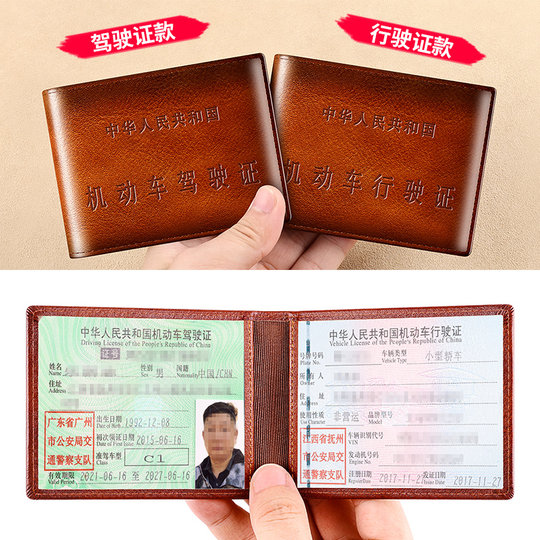 驾驶证款
行驶证款
中华人民共和国
机动车驾驶证
中华人民共和国
机动车行驶证
中华人民共和国机动车驾驶证
Driving License of the People's Republic of China
证号
姓名
Name
性别
Sex
男
国籍
Nationality
中国/CHN
住址
Address
广东省广州
市公安局交
通警察支队
出生日期
Date of Birth
1992-12-08
初次领证日期
2015-06-16
准驾车型
Class
C1
有效期限
Valid Period
2021-06-16 至 2027-06-16
中华人民共和国机动车行驶证
Vehicle License of the People's Republic of China
号牌号码
Plate No.
车辆类型
Vehicle Type
小型轿车
所有人
Owner
住址
Address
使用性质
Use Character
非营运
品牌型号
Model
江西省抚州
市公安局交
通警察支队
车辆识别代号
VIN
发动机号码
Engine No.
注册日期
Register Date
2017-11-2
发证日期
Issue Date
2017-11-27